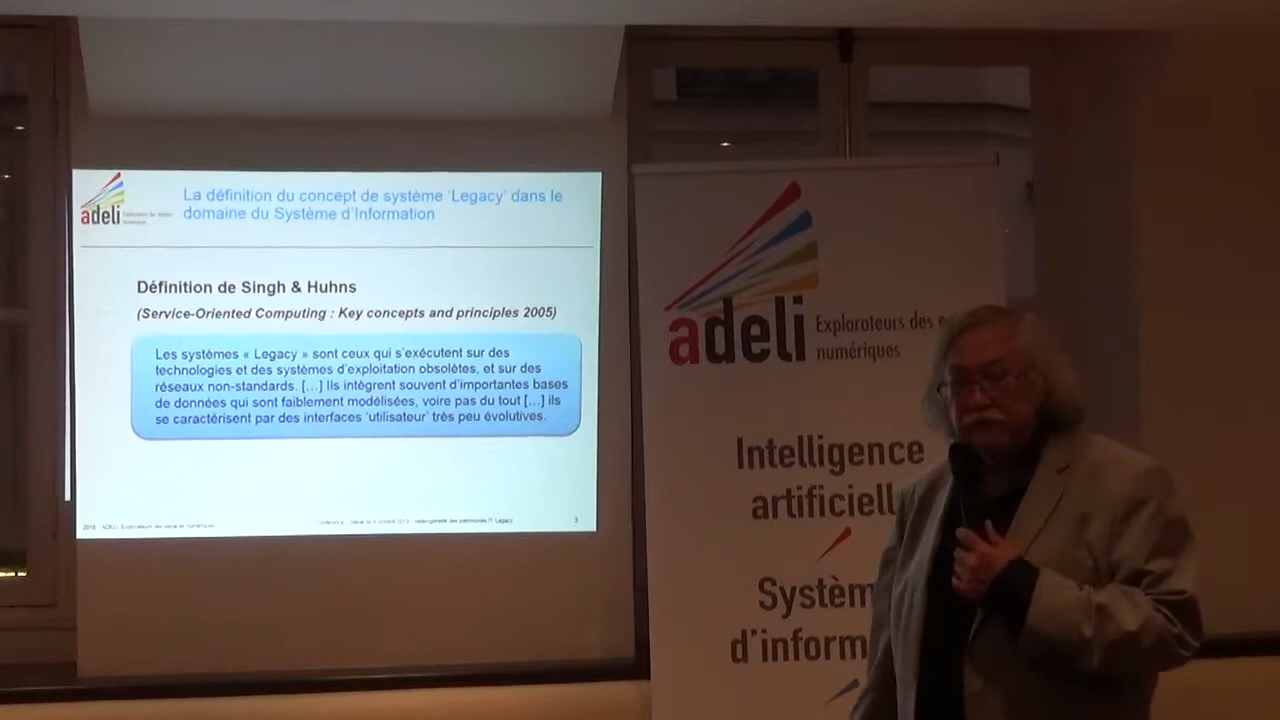 La définition du concept de système 'Legacy' dans le
domaine du Système d'Information
adeli
Définition de Singh & Huhns
(Service-Oriented Computing : Key concepts and principles 2005)
Les systèmes « Legacy » sont ceux qui s'exécutent sur des
technologies et des systèmes d'exploitation obsolètes, et sur des
réseaux non-standards. […] Ils intègrent souvent d'importantes bases
de données qui sont faiblement modélisées, voire pas du tout […] ils
se caractérisent par des interfaces 'utilisateur' très peu évolutives.
3
adeli
Explorateurs des e
numériques
Intelligence
artificiell
Systèm
d'inform